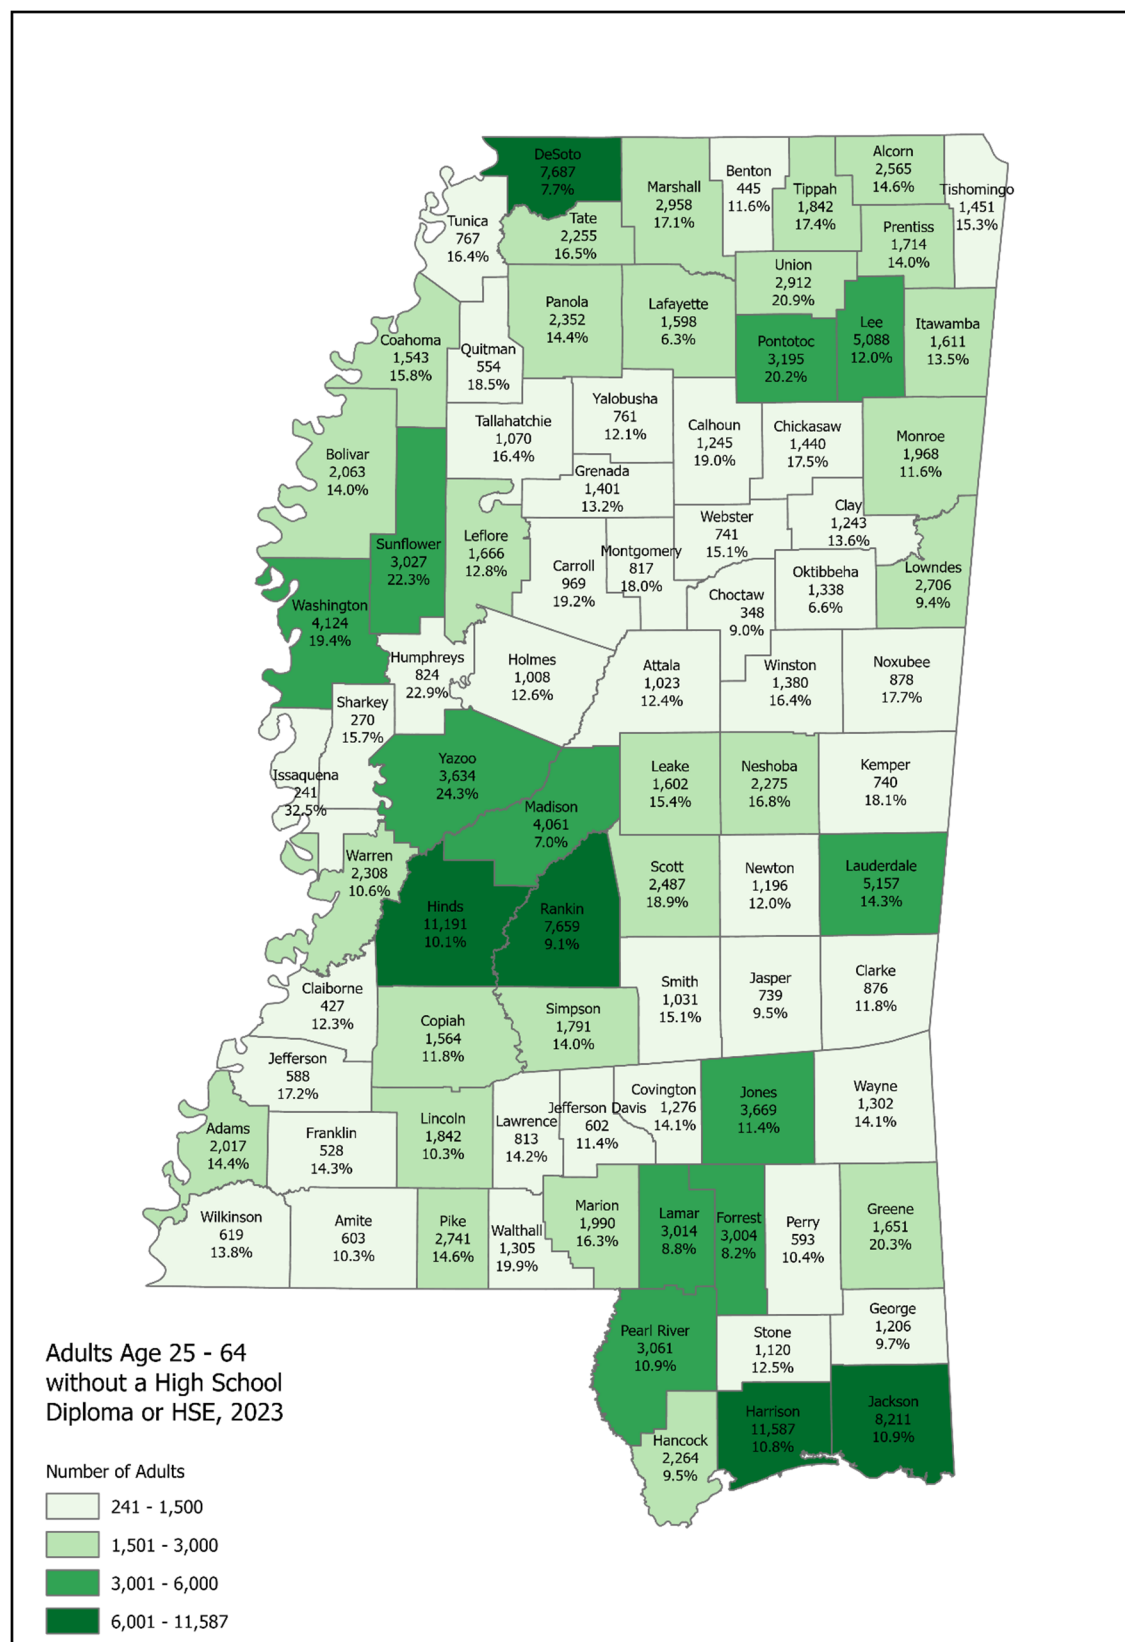 DeSoto
7,687
7.7%
Marshall
2,958
17.1%
Benton
445
11.6%
Tippah
1,842
17.4%
Alcorn
2,565
14.6%
Tishomingo
1,451
15.3%
Tunica
767
16.4%
Tate
2,255
16.5%
Prentiss
1,714
14.0%
Union
2,912
20.9%
Panola
2,352
14.4%
Lafayette
1,598
6.3%
Pontotoc
3,195
20.2%
Lee
5,088
12.0%
Itawamba
1,611
13.5%
Coahoma
1,543
15.8%
Quitman
554
18.5%
Tallahatchie
1,070
16.4%
Yalobusha
761
12.1%
Calhoun
1,245
19.0%
Chickasaw
1,440
17.5%
Monroe
1,968
11.6%
Bolivar
2,063
14.0%
Grenada
1,401
13.2%
Clay
1,243
13.6%
Sunflower
3,027
22.3%
Leflore
1,666
12.8%
Webster
741
15.1%
Carroll
969
19.2%
Montgomery
817
18.0%
Oktibbeha
1,338
6.6%
Lowndes
2,706
9.4%
Choctaw
348
9.0%
Washington
4,124
19.4%
Humphreys
824
22.9%
Holmes
1,008
12.6%
Attala
1,023
12.4%
Winston
1,380
16.4%
Noxubee
878
17.7%
Sharkey
270
15.7%
Issaquena
241
32.5%
Yazoo
3,634
24.3%
Madison
4,061
7.0%
Leake
1,602
15.4%
Neshoba
2,275
16.8%
Kemper
740
18.1%
Warren
2,308
10.6%
Hinds
11,191
10.1%
Rankin
7,659
9.1%
Scott
2,487
18.9%
Newton
1,196
12.0%
Lauderdale
5,157
14.3%
Claiborne
427
12.3%
Copiah
1,564
11.8%
Simpson
1,791
14.0%
Smith
1,031
15.1%
Jasper
739
9.5%
Clarke
876
11.8%
Jefferson
588
17.2%
Adams
2,017
14.4%
Franklin
528
14.3%
Lincoln
1,842
10.3%
Lawrence
813
14.2%
Jefferson Davis
602
11.4%
Covington
1,276
14.1%
Jones
3,669
11.4%
Wayne
1,302
14.1%
Wilkinson
619
13.8%
Amite
603
10.3%
Pike
2,741
14.6%
Walthall
1,305
19.9%
Marion
1,990
16.3%
Lamar
3,014
8.8%
Forrest
3,004
8.2%
Perry
593
10.4%
Greene
1,651
20.3%
Pearl River
3,061
10.9%
Stone
1,120
12.5%
George
1,206
9.7%
Hancock
2,264
9.5%
Harrison
11,587
10.8%
Jackson
8,211
10.9%
Adults Age 25 - 64
without a High School
Diploma or HSE, 2023
Number of Adults
241 - 1,500
1,501 - 3,000
3,001 - 6,000
6,001 - 11,587